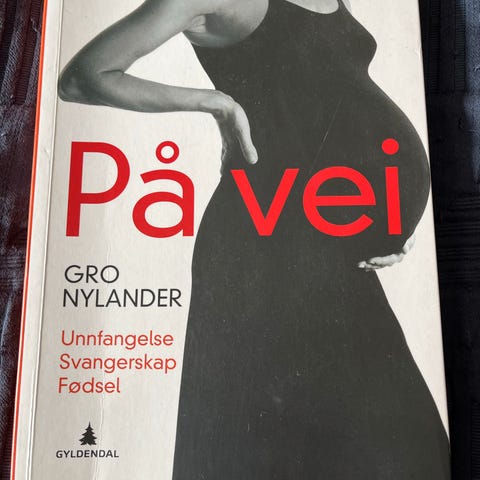 På vei
GRO
NYLANDER
Unnfangelse
Svangerskap
Fødsel
GYLDENDAL